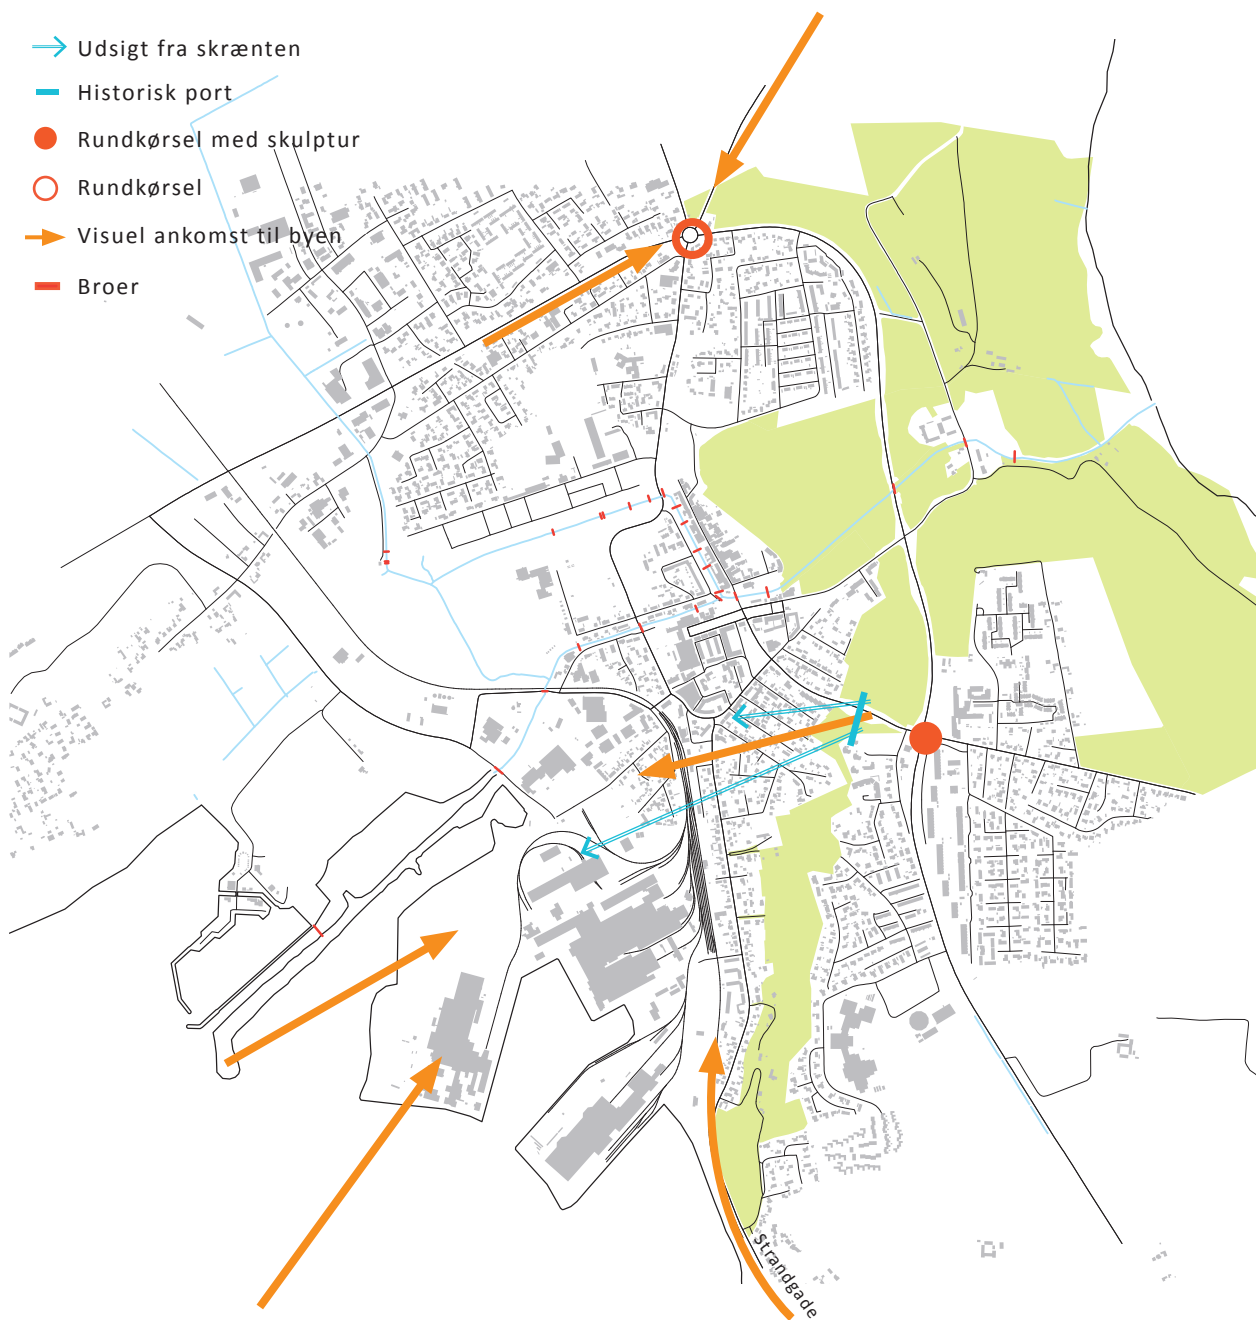 Udsigt fra skrænten
Historisk port
Rundkørsel med skulptur
Rundkørsel
Visuel ankomst til byen
Broer
Strandgade